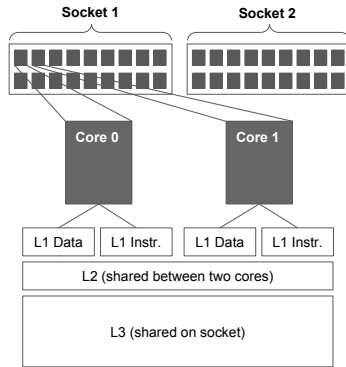 Socket 1 Socket 2
Core 0 Core 1
L1 Data L1 Instr. L1 Data L1 Instr.
L2 (shared between two cores)
L3 (shared on socket)